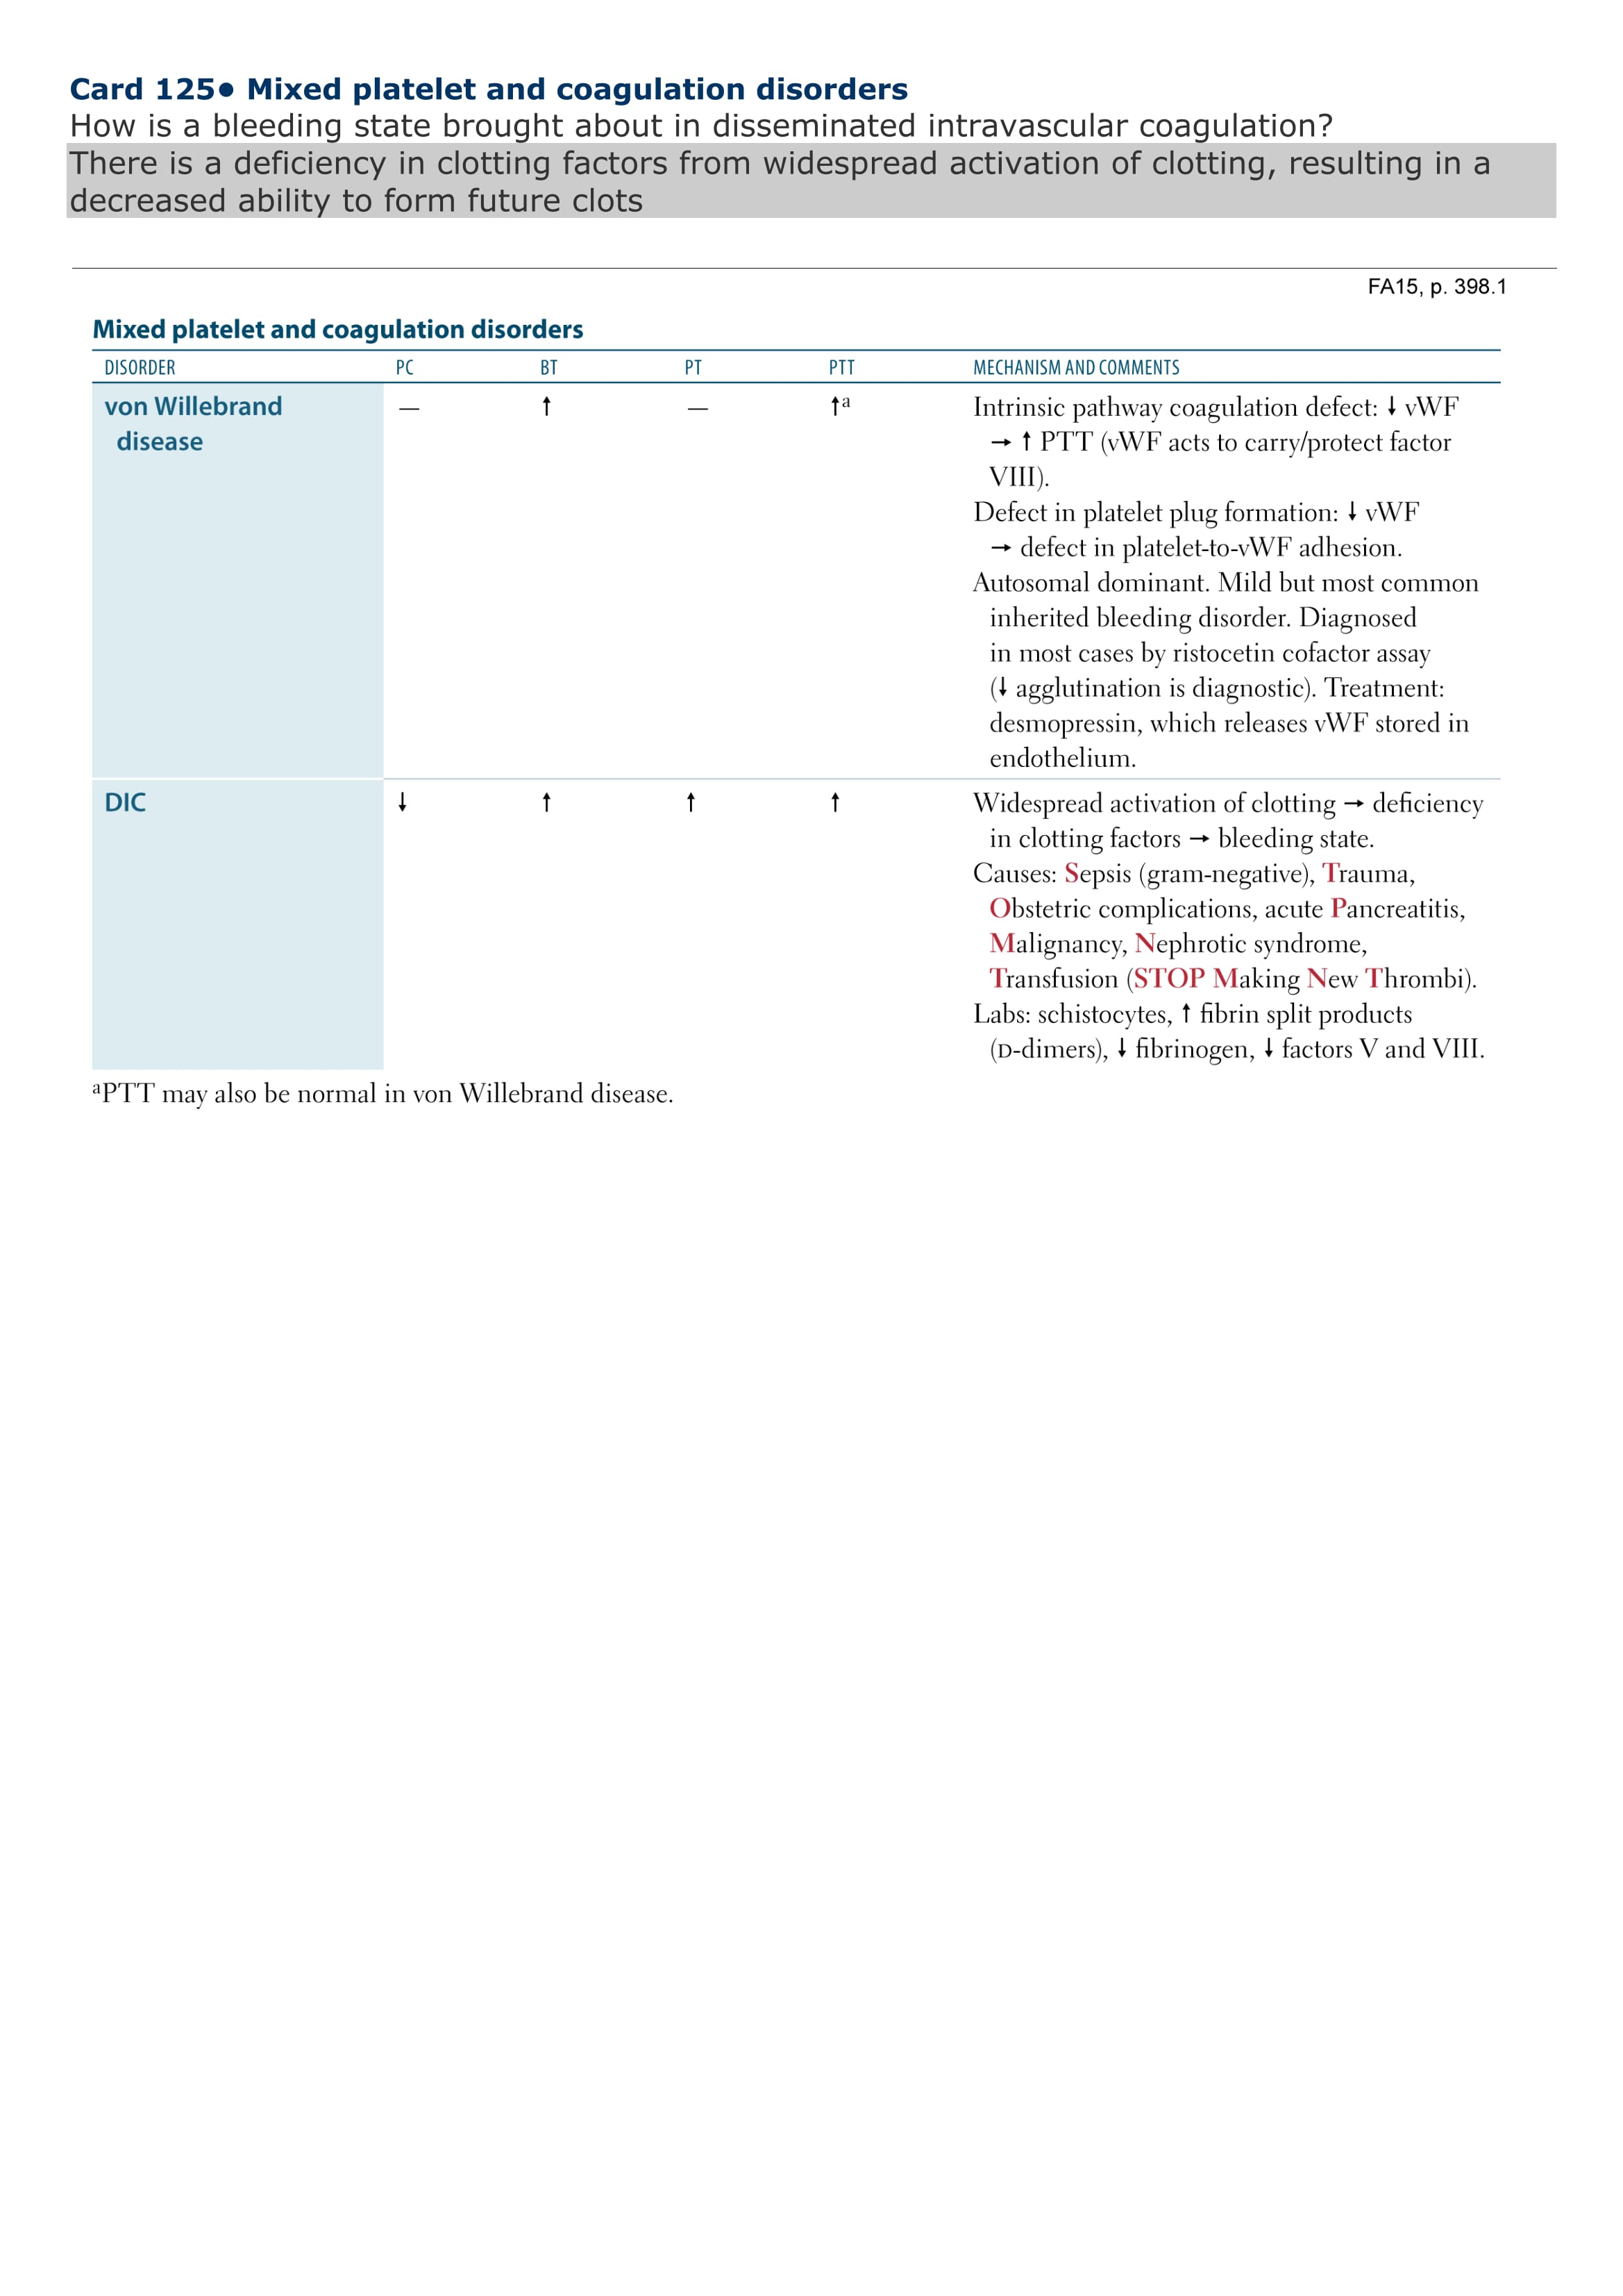 Card 125● Mixed platelet and coagulation disorders
How is a bleeding state brought about in disseminated intravascular coagulation?
There is a deficiency in clotting factors from widespread activation of clotting, resulting in a
decreased ability to form future clots
FA15, p. 398.1
Mixed platelet and coagulation disorders
DISORDER PC BT PT PTT MECHANISM AND COMMENTS
von Willebrand — ↑ — ↑ᵃ Intrinsic pathway coagulation defect: ↓ vWF
disease → ↑ PTT (vWF acts to carry/protect factor
VIII).
Defect in platelet plug formation: ↓ vWF
→ defect in platelet-to-vWF adhesion.
Autosomal dominant. Mild but most common
inherited bleeding disorder. Diagnosed
in most cases by ristocetin cofactor assay
(↓ agglutination is diagnostic). Treatment:
desmopressin, which releases vWF stored in
endothelium.
DIC ↓ ↑ ↑ ↑ Widespread activation of clotting → deficiency
in clotting factors → bleeding state.
Causes: Sepsis (gram-negative), Trauma,
Obstetric complications, acute Pancreatitis,
Malignancy, Nephrotic syndrome,
Transfusion (STOP Making New Thrombi).
Labs: schistocytes, ↑ fibrin split products
(D-dimers), ↓ fibrinogen, ↓ factors V and VIII.
ᵃPTT may also be normal in von Willebrand disease.